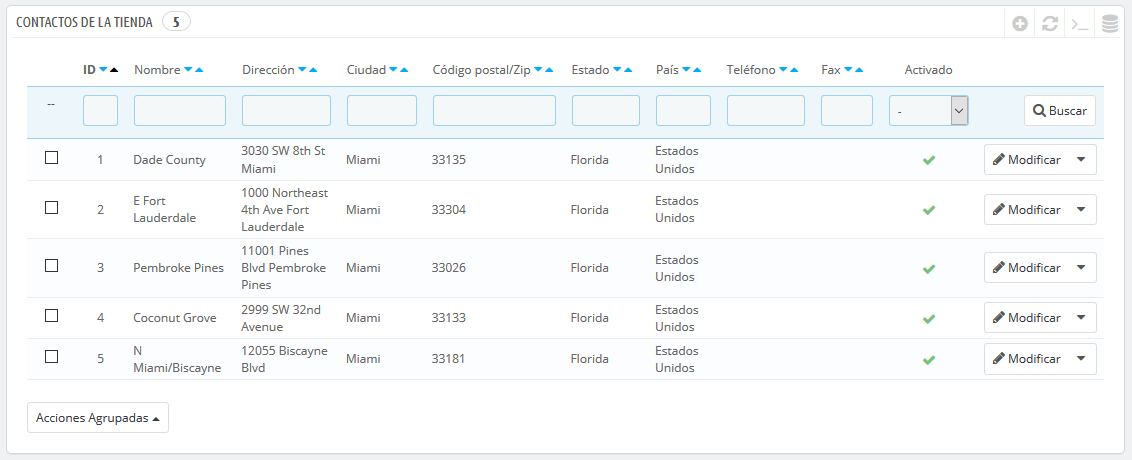 CONTACTOS DE LA TIENDA 5
ID Nombre Dirección Ciudad Código postal/Zip Estado País Teléfono Fax Activado
-- - Buscar
1 Dade County 3030 SW 8th St Miami Miami 33135 Florida Estados Unidos Modificar
2 E Fort Lauderdale 1000 Northeast 4th Ave Fort Lauderdale Miami 33304 Florida Estados Unidos Modificar
3 Pembroke Pines 11001 Pines Blvd Pembroke Pines Miami 33026 Florida Estados Unidos Modificar
4 Coconut Grove 2999 SW 32nd Avenue Miami 33133 Florida Estados Unidos Modificar
5 N Miami/Biscayne 12055 Biscayne Blvd Miami 33181 Florida Estados Unidos Modificar
Acciones Agrupadas